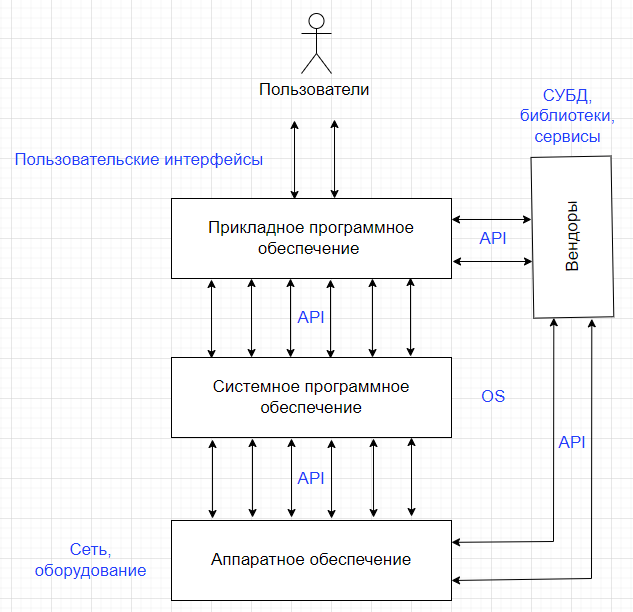 Пользователи
СУБД,
библиотеки,
сервисы
Пользовательские интерфейсы
Прикладное программное
обеспечение
API
Вендоры
API
Системное программное
обеспечение
OS
API
API
Сеть,
оборудование
Аппаратное обеспечение